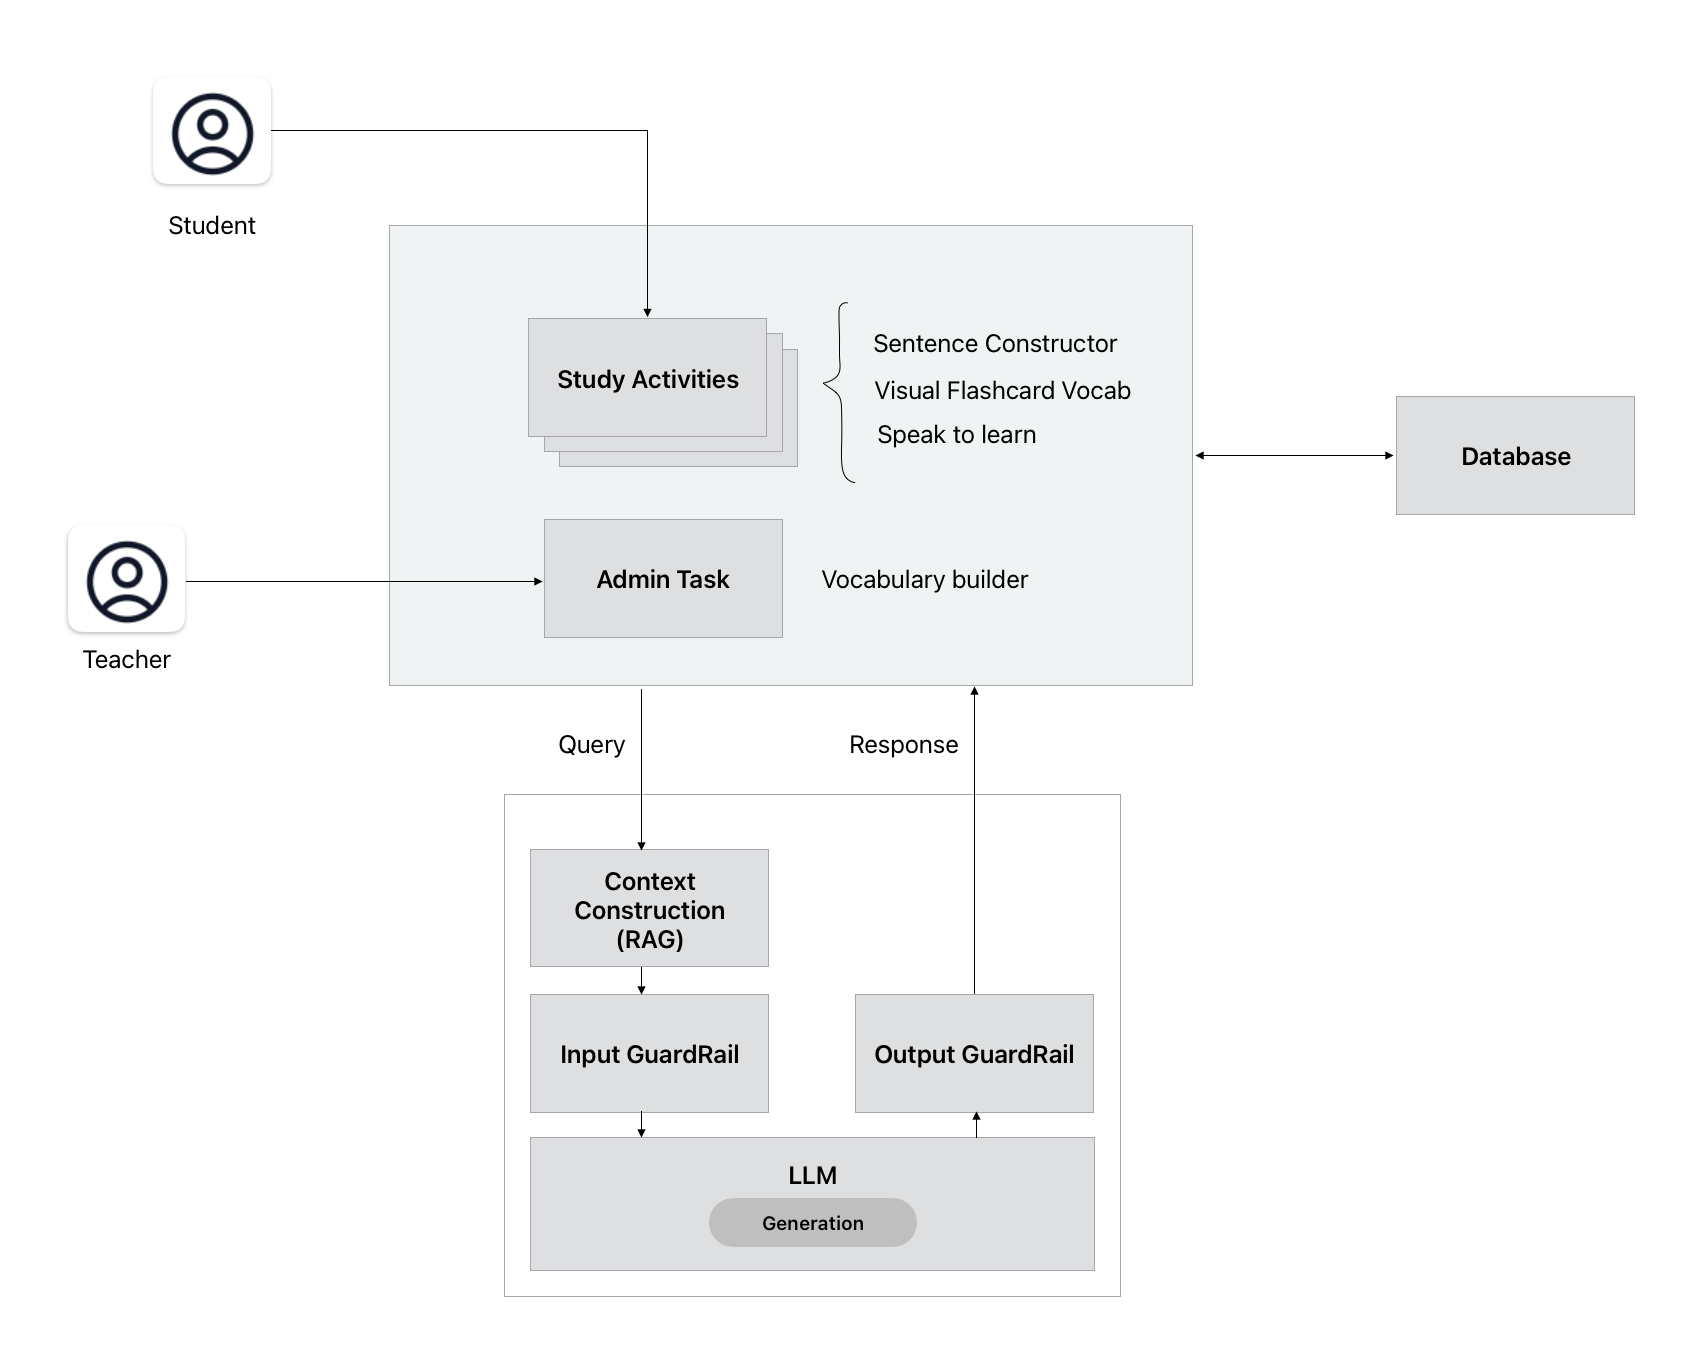 Student
Study Activities
Sentence Constructor
Visual Flashcard Vocab
Speak to learn
Database
Teacher
Admin Task
Vocabulary builder
Query
Response
Context
Construction
(RAG)
Input GuardRail
Output GuardRail
LLM
Generation